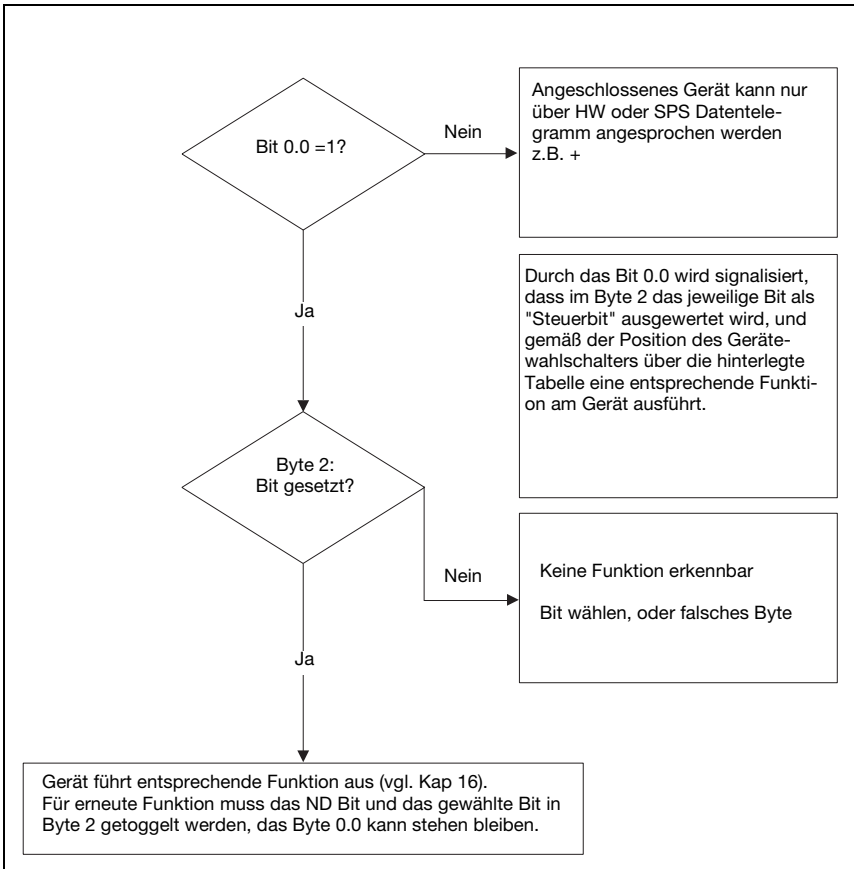 Bit 0.0 =1?
Nein
Angeschlossenes Gerät kann nur
über HW oder SPS Datentele-
gramm angesprochen werden
z.B. +
Ja
Durch das Bit 0.0 wird signalisiert,
dass im Byte 2 das jeweilige Bit als
"Steuerbit" ausgewertet wird, und
gemäß der Position des Geräte-
wahlschalters über die hinterlegte
Tabelle eine entsprechende Funkti-
on am Gerät ausführt.
Byte 2:
Bit gesetzt?
Nein
Keine Funktion erkennbar
Bit wählen, oder falsches Byte
Ja
Gerät führt entsprechende Funktion aus (vgl. Kap 16).
Für erneute Funktion muss das ND Bit und das gewählte Bit in
Byte 2 getoggelt werden, das Byte 0.0 kann stehen bleiben.